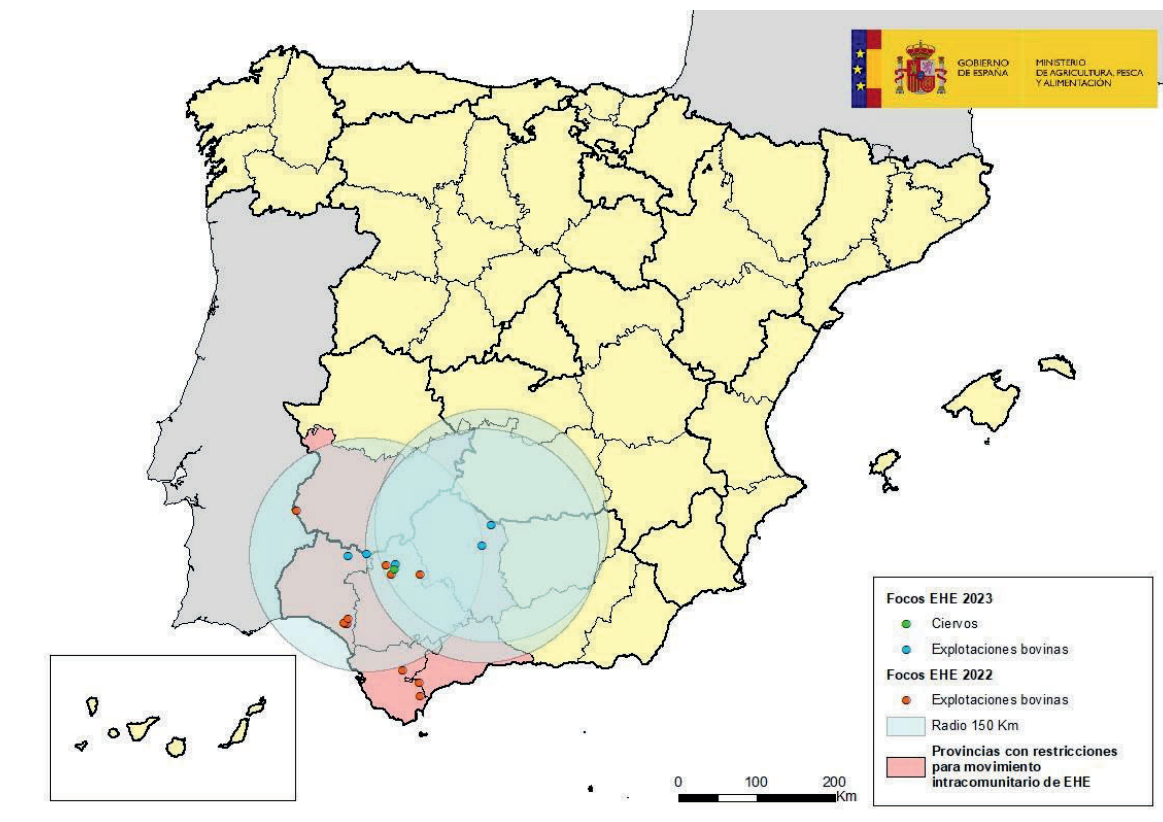 GOBIERNO
DE ESPAÑA
MINISTERIO
DE AGRICULTURA, PESCA
Y ALIMENTACIÓN
Focos EHE 2023
Ciervos
Explotaciones bovinas
Focos EHE 2022
Explotaciones bovinas
Radio 150 Km
Provincias con restricciones
para movimiento
intracomunitario de EHE
0 100 200
Km